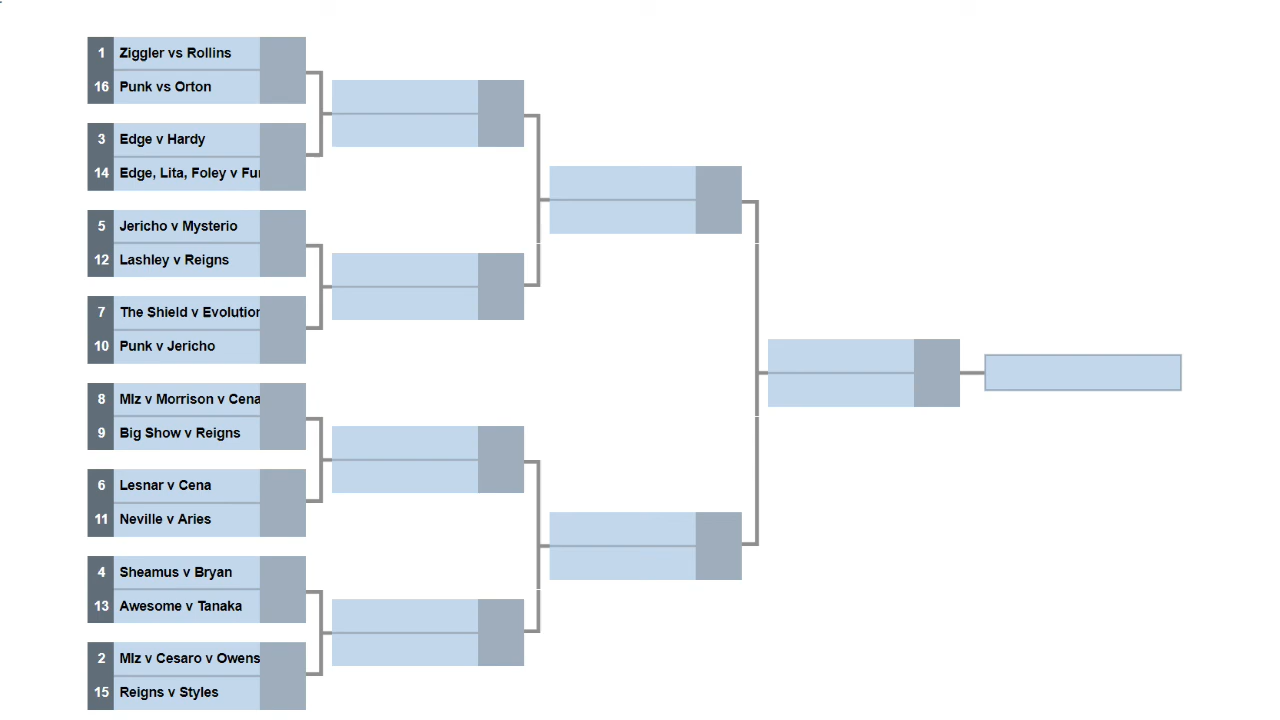 1 Ziggler vs Rollins
16 Punk vs Orton
3 Edge v Hardy
14 Edge, Lita, Foley v Fu
5 Jericho v Mysterio
12 Lashley v Reigns
7 The Shield v Evolution
10 Punk v Jericho
8 MIz v Morrison v Cena
9 Big Show v Reigns
6 Lesnar v Cena
11 Neville v Aries
4 Sheamus v Bryan
13 Awesome v Tanaka
2 MIz v Cesaro v Owens
15 Reigns v Styles